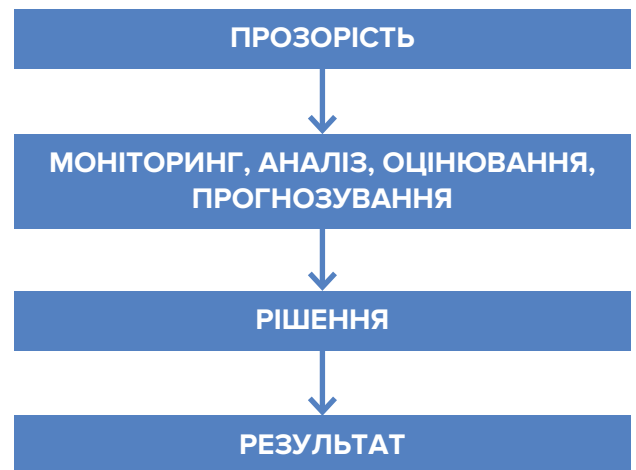 ПРОЗОРІСТЬ
МОНІТОРИНГ, АНАЛІЗ, ОЦІНЮВАННЯ,
ПРОГНОЗУВАННЯ
РІШЕННЯ
РЕЗУЛЬТАТ